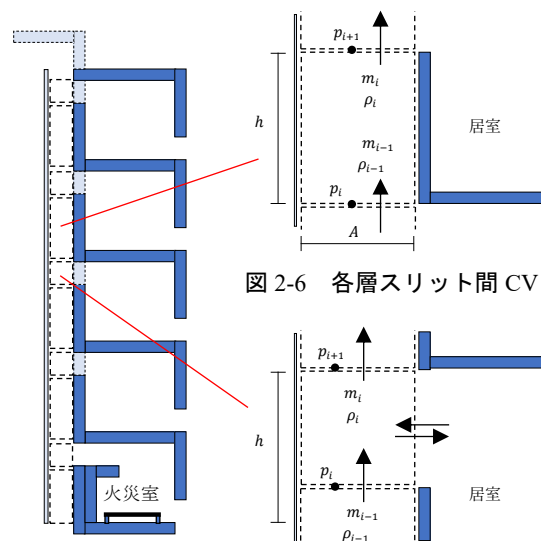 p_{i+1}
m_i
ρ_i
h
m_{i−1}
ρ_{i−1}
居室
p_i
A
図 2-6 各層スリット間 CV
p_{i+1}
m_i
ρ_i
h
p_i
m_{i−1}
ρ_{i−1}
居室
火災室